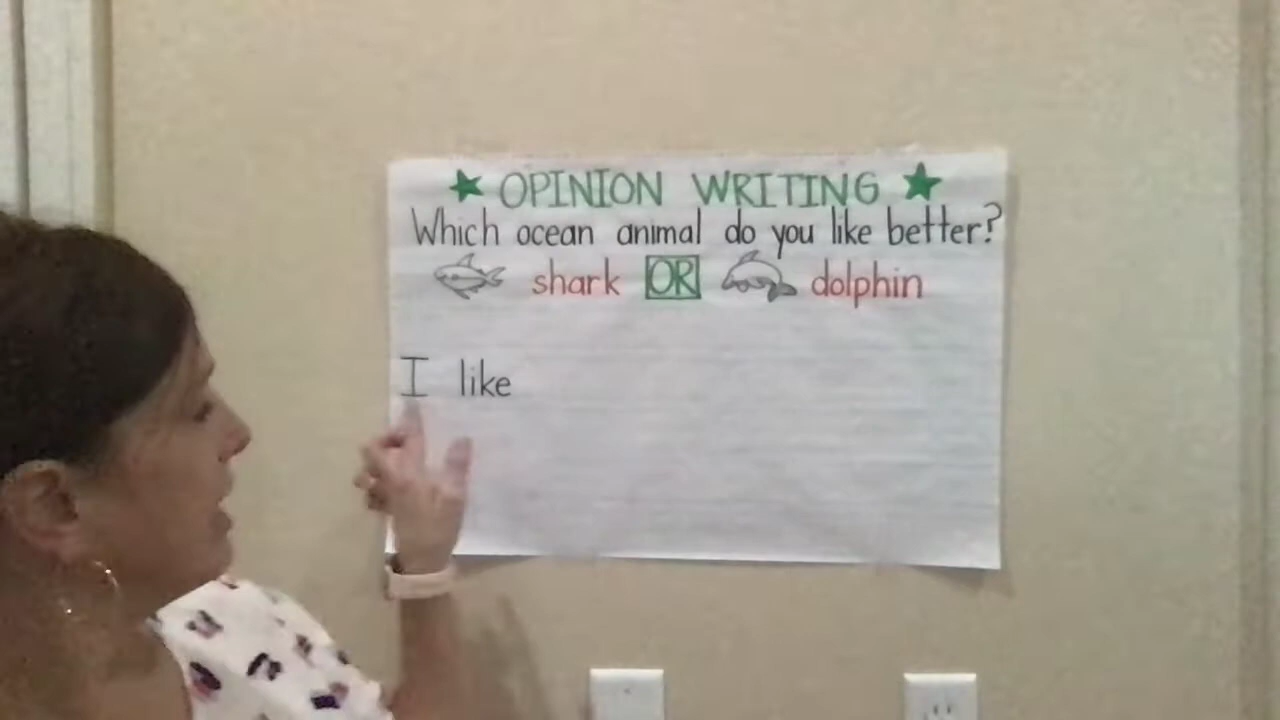 OPINION WRITING
Which ocean animal do you like better?
shark OR dolphin
I like